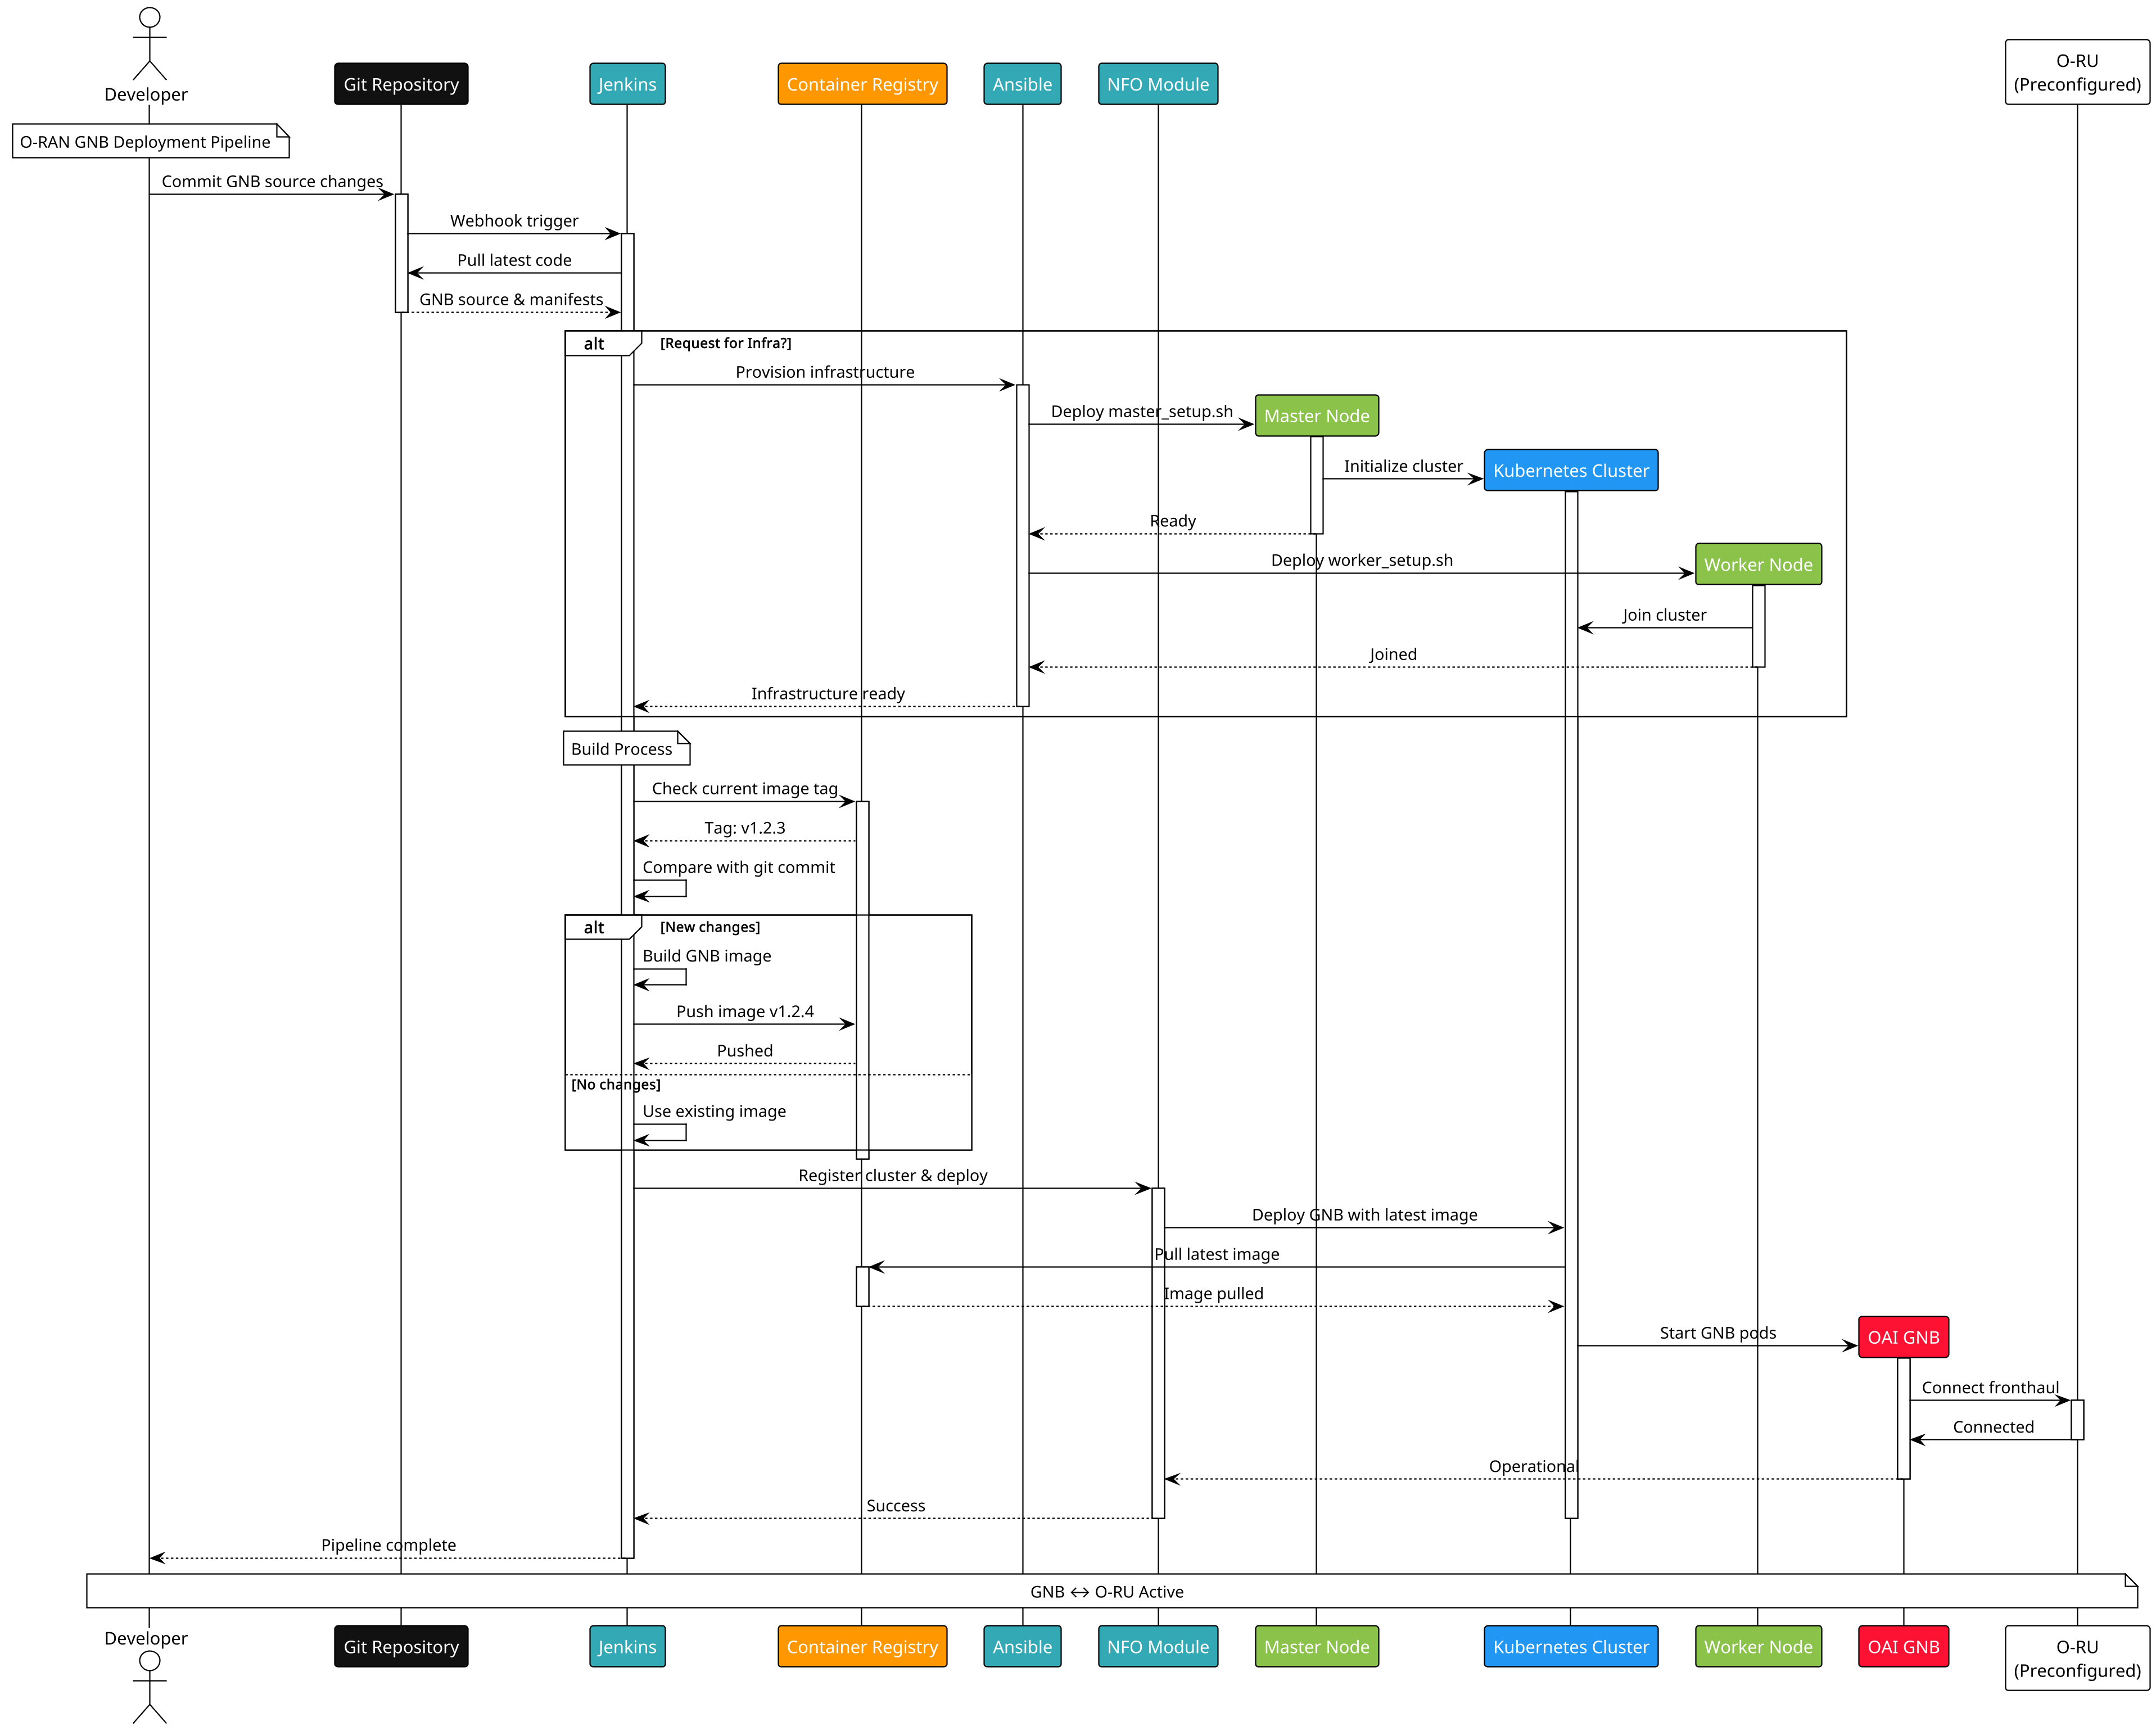 Developer
Git Repository
Jenkins
Container Registry
Ansible
NFO Module
O-RU
(Preconfigured)
O-RAN GNB Deployment Pipeline
Commit GNB source changes
Webhook trigger
Pull latest code
GNB source & manifests
alt [Request for Infra?]
Provision infrastructure
Deploy master_setup.sh
Master Node
Initialize cluster
Kubernetes Cluster
Ready
Deploy worker_setup.sh
Worker Node
Join cluster
Joined
Infrastructure ready
Build Process
Check current image tag
Tag: v1.2.3
Compare with git commit
alt [New changes]
Build GNB image
Push image v1.2.4
Pushed
[No changes]
Use existing image
Register cluster & deploy
Deploy GNB with latest image
Pull latest image
Image pulled
Start GNB pods
OAI GNB
Connect fronthaul
Connected
Operational
Success
Pipeline complete
GNB ↔ O-RU Active
Developer
Git Repository
Jenkins
Container Registry
Ansible
NFO Module
Master Node
Kubernetes Cluster
Worker Node
OAI GNB
O-RU
(Preconfigured)